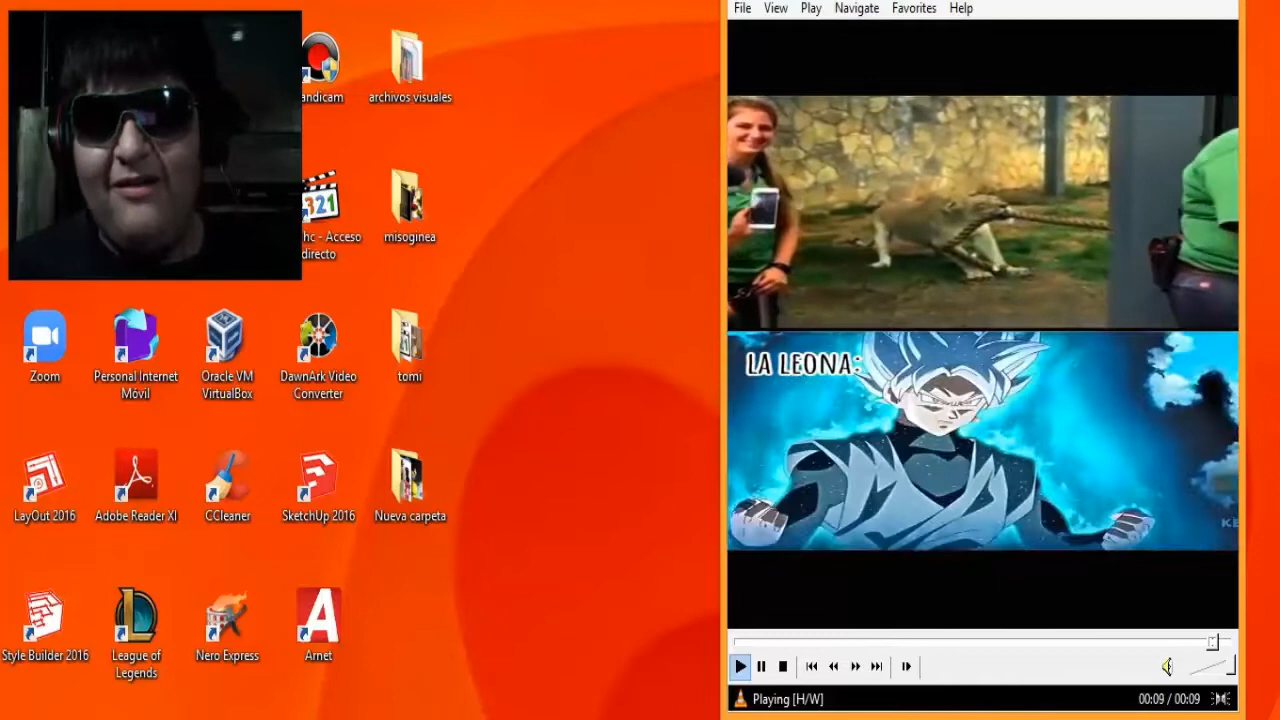 File View Play Navigate Favorites Help
andicam
archivos visuales
321
hc - Acceso
directo
misoginea
Zoom
Personal Internet
Móvil
Oracle VM
VirtualBox
DawnArk Video
Converter
tomi
LA LEONA:
LayOut 2016
Adobe Reader XI
CCleaner
SketchUp 2016
Nueva carpeta
A
Style Builder 2016
League of
Legends
Nero Express
Arnet
Playing [H/W]
00:09 / 00:09